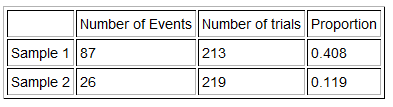 Number of Events Number of trials Proportion
Sample 1 87 213 0.408
Sample 2 26 219 0.119